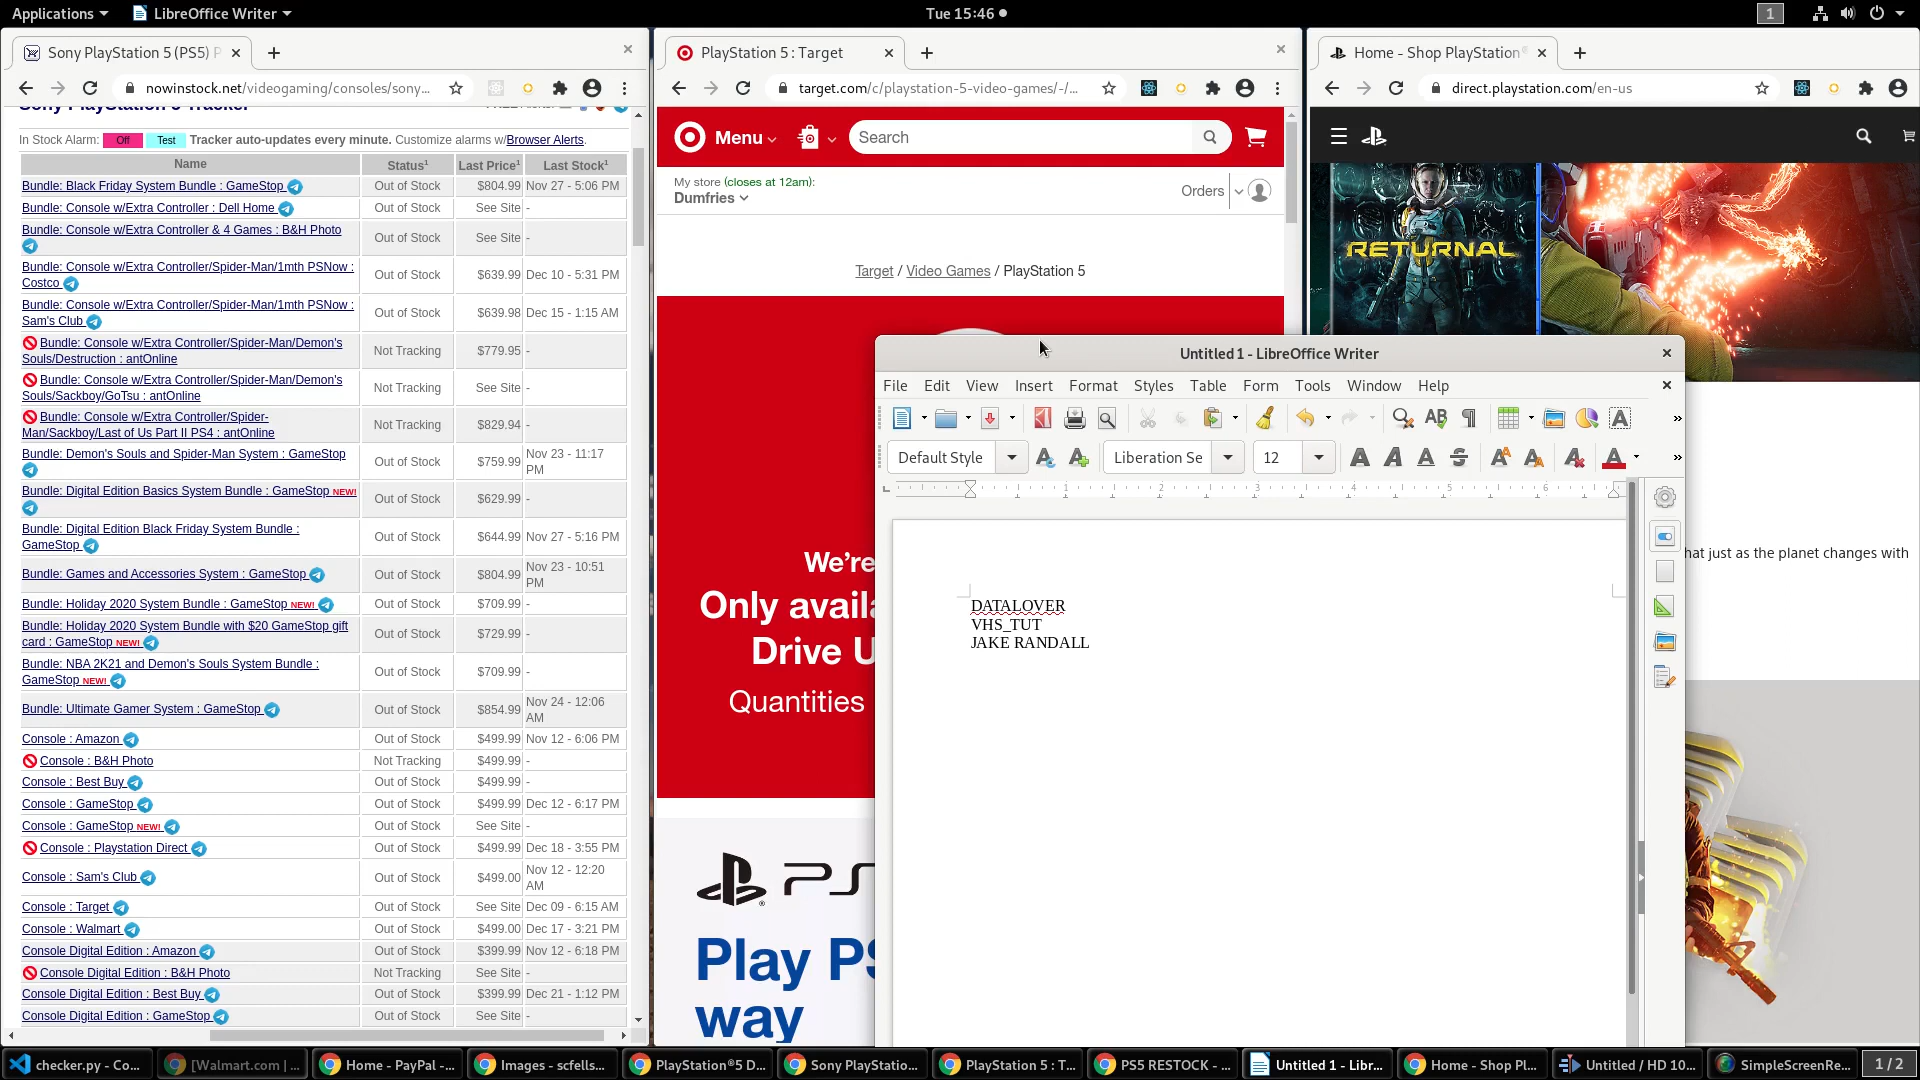 Applications
LibreOffice Writer
Tue 15:46
1
Sony PlayStation 5 (PS5) P
nowinstock.net/videogaming/consoles/sony...
In Stock Alarm: Off Test Tracker auto-updates every minute. Customize alarms w/Browser Alerts.
Name Status1 Last Price1 Last Stock1
Bundle: Black Friday System Bundle : GameStop Out of Stock $804.99 Nov 27 - 5:06 PM
Bundle: Console w/Extra Controller : Dell Home Out of Stock See Site -
Bundle: Console w/Extra Controller & 4 Games : B&H Photo Out of Stock See Site -
Bundle: Console w/Extra Controller/Spider-Man/1mth PSNow :
Costco Out of Stock $639.99 Dec 10 - 5:31 PM
Bundle: Console w/Extra Controller/Spider-Man/1mth PSNow :
Sam's Club Out of Stock $639.98 Dec 15 - 1:15 AM
Bundle: Console w/Extra Controller/Spider-Man/Demon's
Souls/Destruction : antOnline Not Tracking $779.95 -
Bundle: Console w/Extra Controller/Spider-Man/Demon's
Souls/Sackboy/GoTsu : antOnline Not Tracking See Site -
Bundle: Console w/Extra Controller/Spider-
Man/Sackboy/Last of Us Part II PS4 : antOnline Not Tracking $829.94 -
Bundle: Demon's Souls and Spider-Man System : GameStop Out of Stock $759.99 Nov 23 - 11:17
PM
Bundle: Digital Edition Basics System Bundle : GameStop NEW! Out of Stock $629.99 -
Bundle: Digital Edition Black Friday System Bundle :
GameStop Out of Stock $644.99 Nov 27 - 5:16 PM
Bundle: Games and Accessories System : GameStop Out of Stock $804.99 Nov 23 - 10:51
PM
Bundle: Holiday 2020 System Bundle : GameStop NEW! Out of Stock $709.99 -
Bundle: Holiday 2020 System Bundle with $20 GameStop gift
card : GameStop NEW! Out of Stock $729.99 -
Bundle: NBA 2K21 and Demon's Souls System Bundle :
GameStop NEW! Out of Stock $709.99 -
Bundle: Ultimate Gamer System : GameStop Out of Stock $854.99 Nov 24 - 12:06
AM
Console : Amazon Out of Stock $499.99 Nov 12 - 6:06 PM
Console : B&H Photo Not Tracking $499.99 -
Console : Best Buy Out of Stock $499.99 -
Console : GameStop Out of Stock $499.99 Dec 12 - 6:17 PM
Console : GameStop NEW! Out of Stock See Site -
Console : Playstation Direct Out of Stock $499.99 Dec 18 - 3:55 PM
Console : Sam's Club Out of Stock $499.00 Nov 12 - 12:20
AM
Console : Target Out of Stock See Site Dec 09 - 6:15 AM
Console : Walmart Out of Stock $499.00 Dec 17 - 3:21 PM
Console Digital Edition : Amazon Out of Stock $399.99 Nov 12 - 6:18 PM
Console Digital Edition : B&H Photo Not Tracking See Site -
Console Digital Edition : Best Buy Out of Stock $399.99 Dec 21 - 1:12 PM
Console Digital Edition : GameStop Out of Stock See Site -
PlayStation 5 : Target
target.com/c/playstation-5-video-games/-/...
Menu
Search
My store (closes at 12am):
Dumfries
Orders
Target / Video Games / PlayStation 5
We're
Only availa
Drive U
Quantities
PS
Play PS
way
Home - Shop PlayStation®
direct.playstation.com/en-us
RETURNAL
hat just as the planet changes with
Untitled 1 - LibreOffice Writer
File Edit View Insert Format Styles Table Form Tools Window Help
Default Style
Liberation Se
12
1 2 3 4 5 6
DATALOVER
VHS_TUT
JAKE RANDALL
checker.py - Co...
[Walmart.com | ...
Home - PayPal -...
Images - scfells...
PlayStation®5 D...
Sony PlayStatio...
PlayStation 5 : T...
PS5 RESTOCK - ...
Untitled 1 - Libr...
Home - Shop Pl...
Untitled / HD 10...
SimpleScreenRe...
1 / 2